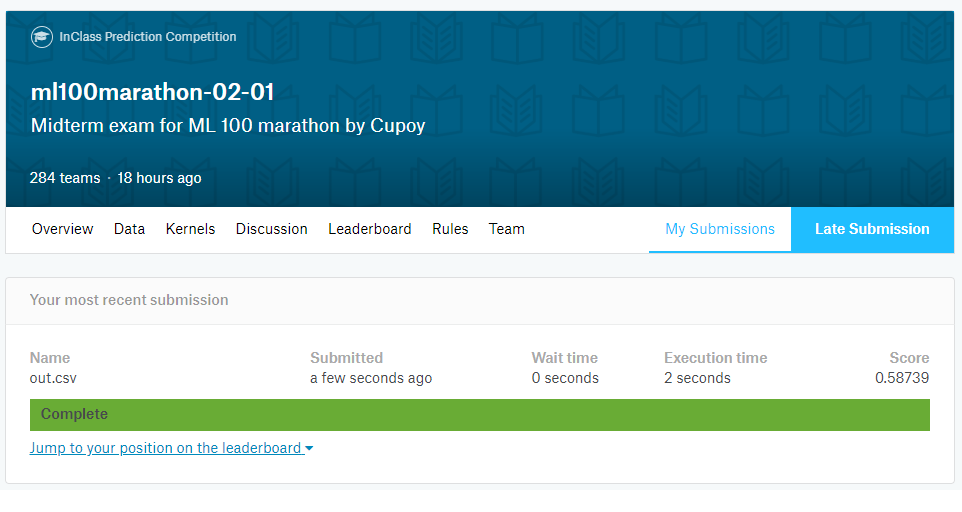 InClass Prediction Competition
ml100marathon-02-01
Midterm exam for ML 100 marathon by Cupoy
284 teams · 18 hours ago
Overview Data Kernels Discussion Leaderboard Rules Team My Submissions Late Submission
Your most recent submission
Name Submitted Wait time Execution time Score
out.csv a few seconds ago 0 seconds 2 seconds 0.58739
Complete
Jump to your position on the leaderboard